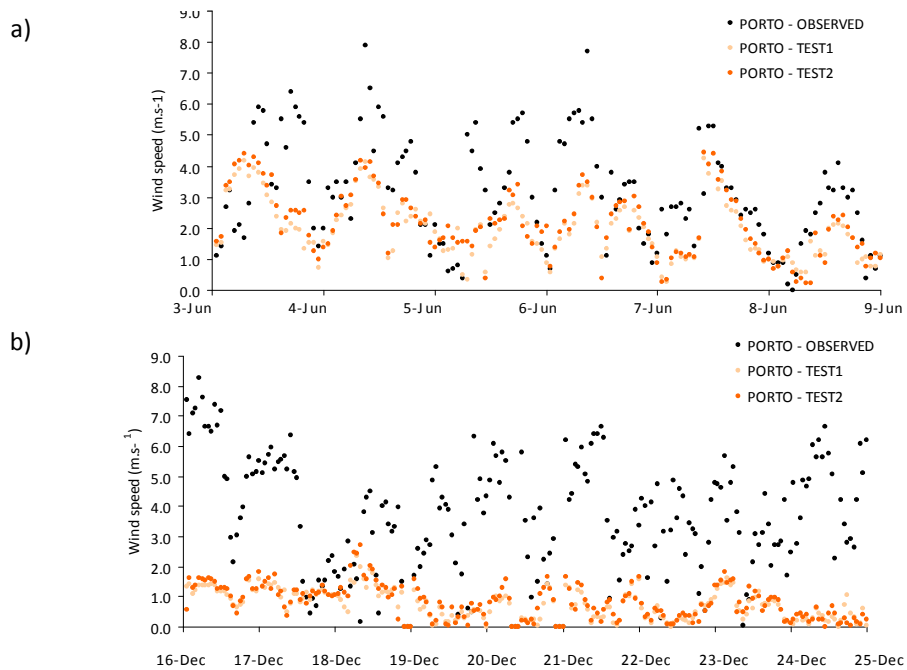 a)
9.0
8.0
7.0
6.0
5.0
4.0
3.0
2.0
1.0
0.0
Wind speed (m.s-1)
PORTO - OBSERVED
PORTO - TEST1
PORTO - TEST2
3-Jun 4-Jun 5-Jun 6-Jun 7-Jun 8-Jun 9-Jun
b)
9.0
8.0
7.0
6.0
5.0
4.0
3.0
2.0
1.0
0.0
Wind speed (m.s-1)
PORTO - OBSERVED
PORTO - TEST1
PORTO - TEST2
16-Dec 17-Dec 18-Dec 19-Dec 20-Dec 21-Dec 22-Dec 23-Dec 24-Dec 25-Dec